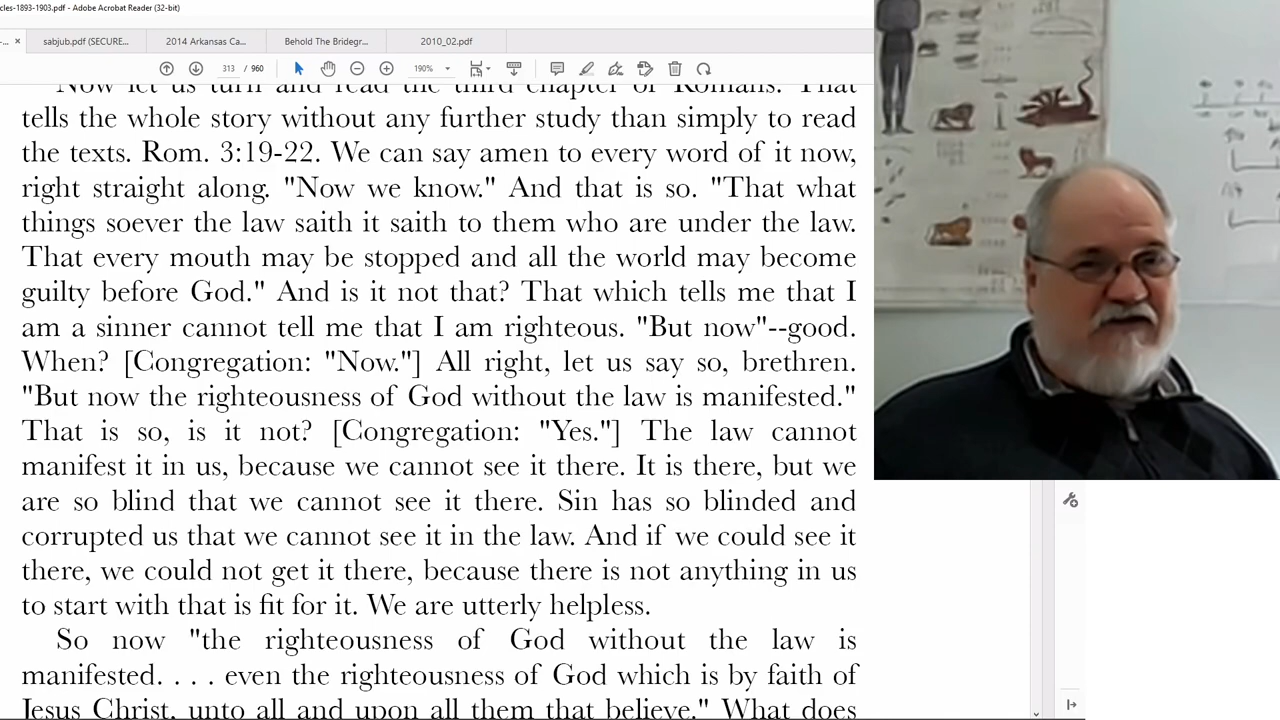 cles-1893-1903.pdf - Adobe Acrobat Reader (32-bit)
-... × sabjub.pdf (SECURE... 2014 Arkansas Ca... Behold The Bridegr... 2010_02.pdf
313 / 960 190%
Now let us turn and read the third chapter of Romans. That
tells the whole story without any further study than simply to read
the texts. Rom. 3:19-22. We can say amen to every word of it now,
right straight along. "Now we know." And that is so. "That what
things soever the law saith it saith to them who are under the law.
That every mouth may be stopped and all the world may become
guilty before God." And is it not that? That which tells me that I
am a sinner cannot tell me that I am righteous. "But now"--good.
When? [Congregation: "Now."] All right, let us say so, brethren.
"But now the righteousness of God without the law is manifested."
That is so, is it not? [Congregation: "Yes."] The law cannot
manifest it in us, because we cannot see it there. It is there, but we
are so blind that we cannot see it there. Sin has so blinded and
corrupted us that we cannot see it in the law. And if we could see it
there, we could not get it there, because there is not anything in us
to start with that is fit for it. We are utterly helpless.
So now "the righteousness of God without the law is
manifested. . . . even the righteousness of God which is by faith of
Jesus Christ, unto all and upon all them that believe." What does